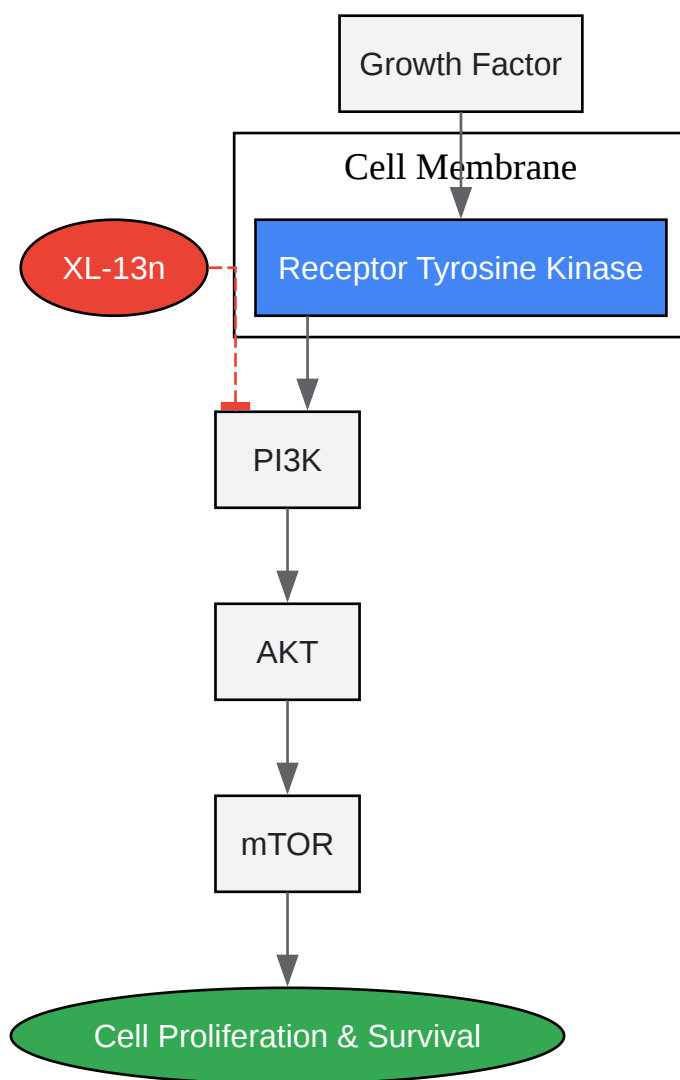 Growth Factor
Cell Membrane
XL-13n
Receptor Tyrosine Kinase
PI3K
AKT
mTOR
Cell Proliferation & Survival